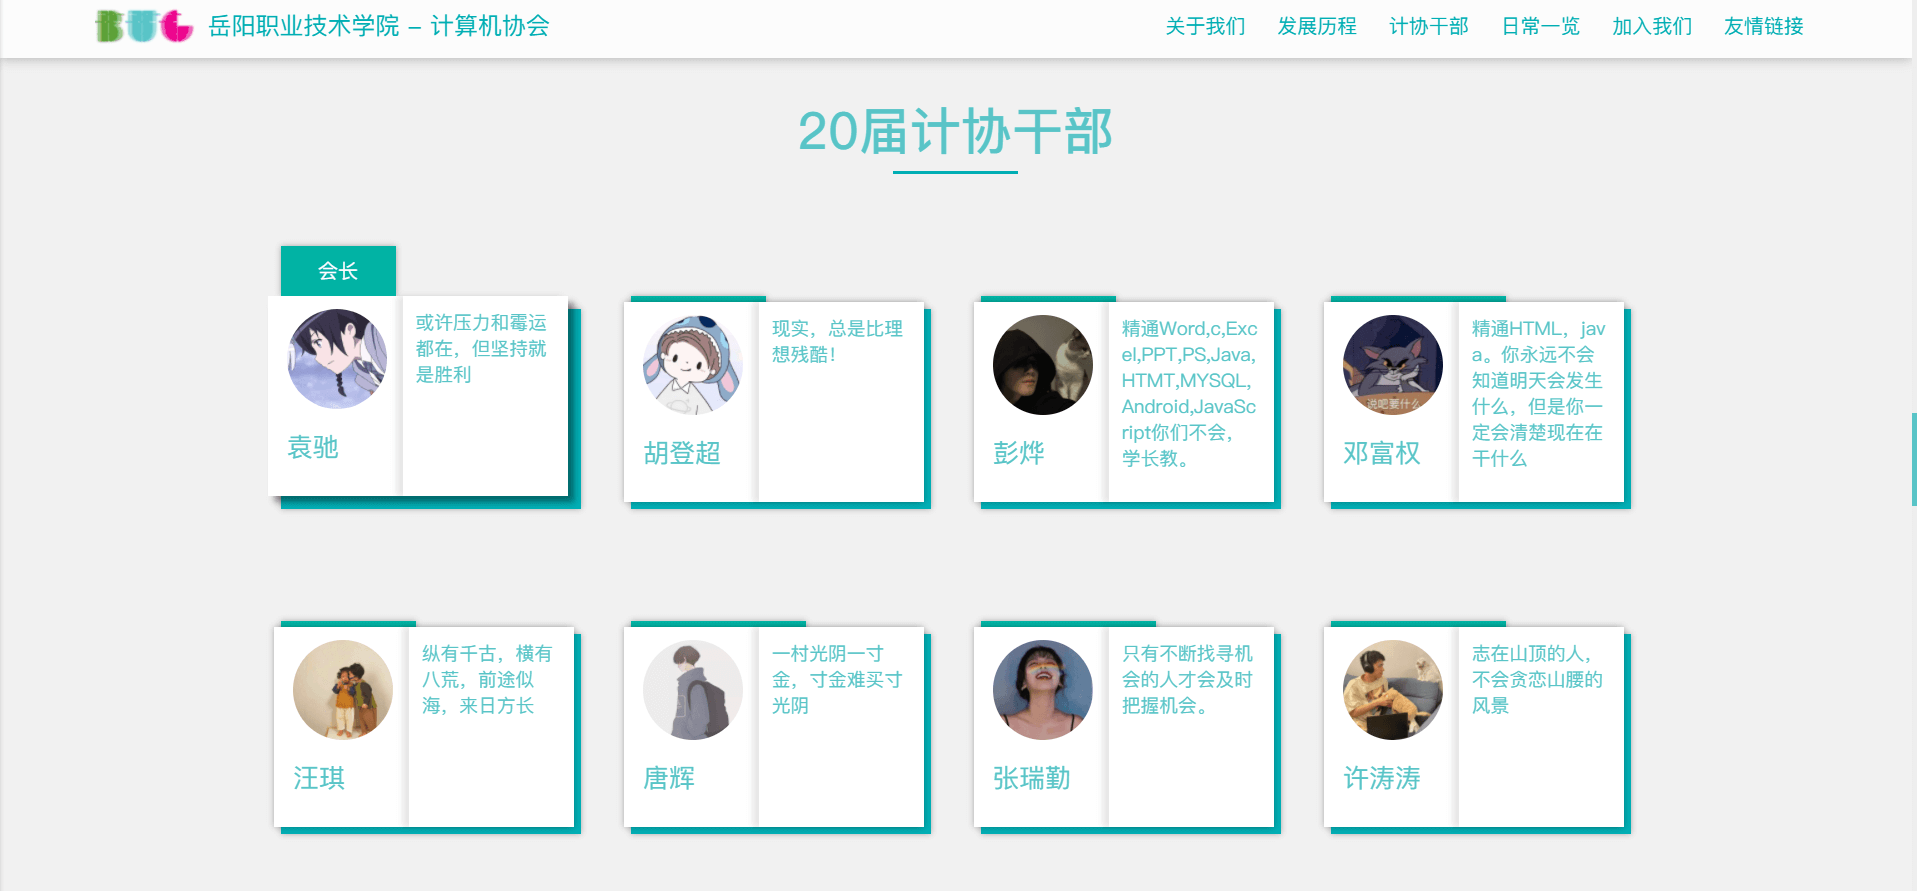 BUG 岳阳职业技术学院 - 计算机协会
关于我们 发展历程 计协干部 日常一览 加入我们 友情链接
20届计协干部
会长
或许压力和霉运
都在，但坚持就
是胜利
袁驰
现实，总是比理
想残酷！
胡登超
精通Word,c,Exc
el,PPT,PS,Java,
HTMT,MYSQL,
Android,JavaSc
ript你们不会，
学长教。
彭烨
精通HTML，jav
a。你永远不会
知道明天会发生
什么，但是你一
定会清楚现在在
干什么
说吧要什么
邓富权
纵有千古，横有
八荒，前途似
海，来日方长
汪琪
一村光阴一寸
金，寸金难买寸
光阴
唐辉
只有不断找寻机
会的人才会及时
把握机会。
张瑞勤
志在山顶的人，
不会贪恋山腰的
风景
许涛涛